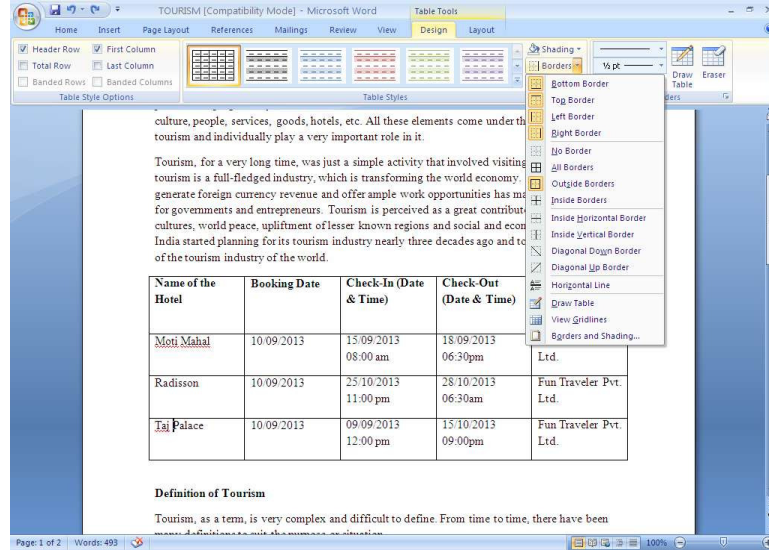 TOURISM [Compatibility Mode] - Microsoft Word
Table Tools
Home Insert Page Layout References Mailings Review View Design Layout
Header Row First Column
Total Row Last Column
Banded Rows Banded Columns
Table Style Options
Table Styles
Shading
Borders
½ pt
Draw Table
Eraser
Bottom Border
Top Border
Left Border
Right Border
No Border
All Borders
Outside Borders
Inside Borders
Inside Horizontal Border
Inside Vertical Border
Diagonal Down Border
Diagonal Up Border
Horizontal Line
Draw Table
View Gridlines
Borders and Shading...
culture, people, services, goods, hotels, etc. All these elements come under th
tourism and individually play a very important role in it.
Tourism, for a very long time, was just a simple activity that involved visiting
tourism is a full-fledged industry, which is transforming the world economy.
generate foreign currency revenue and offer ample work opportunities has ma
for governments and entrepreneurs. Tourism is perceived as a great contribut
cultures, world peace, upliftment of lesser known regions and social and econ
India started planning for its tourism industry nearly three decades ago and to
of the tourism industry of the world.
Name of the Booking Date Check-In (Date Check-Out
Hotel & Time) (Date & Time)
Moti Mahal 10/09/2013 15/09/2013 18/09/2013
08:00 am 06:30pm Ltd.
Radisson 10/09/2013 25/10/2013 28/10/2013 Fun Traveler Pvt.
11:00 pm 06:30am Ltd.
Taj Palace 10/09/2013 09/09/2013 15/10/2013 Fun Traveler Pvt.
12:00 pm 09:00pm Ltd.
Definition of Tourism
Tourism, as a term, is very complex and difficult to define. From time to time, there have been
Page: 1 of 2 Words: 493 100%